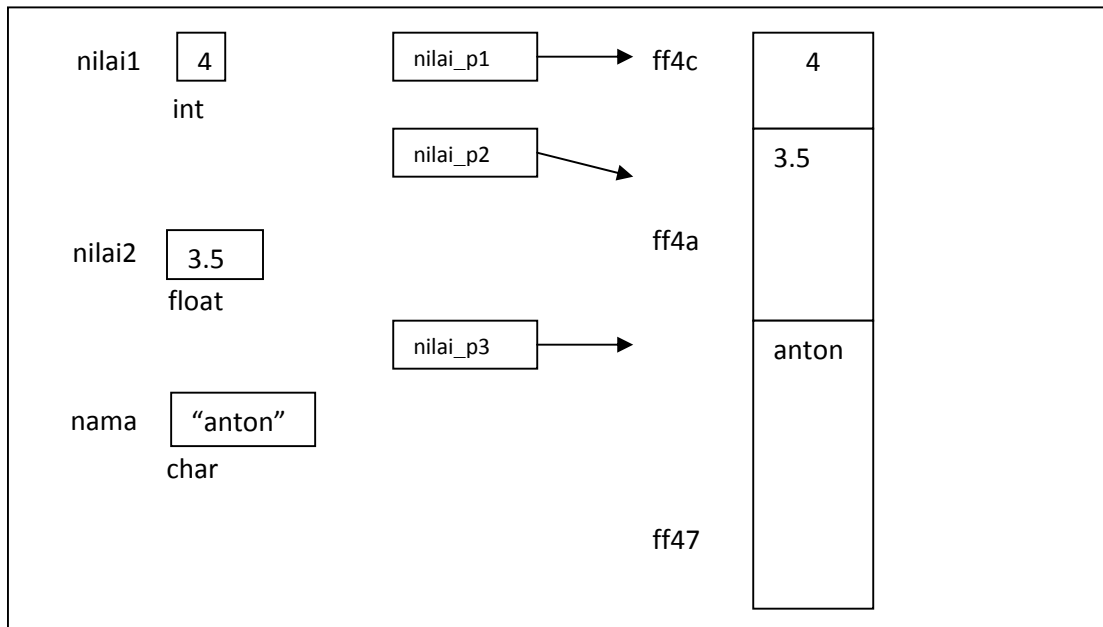 nilai1 4 nilai_p1 ff4c 4
int
nilai_p2 3.5
nilai2 3.5 ff4a
float
nilai_p3 anton
nama “anton”
char
ff47